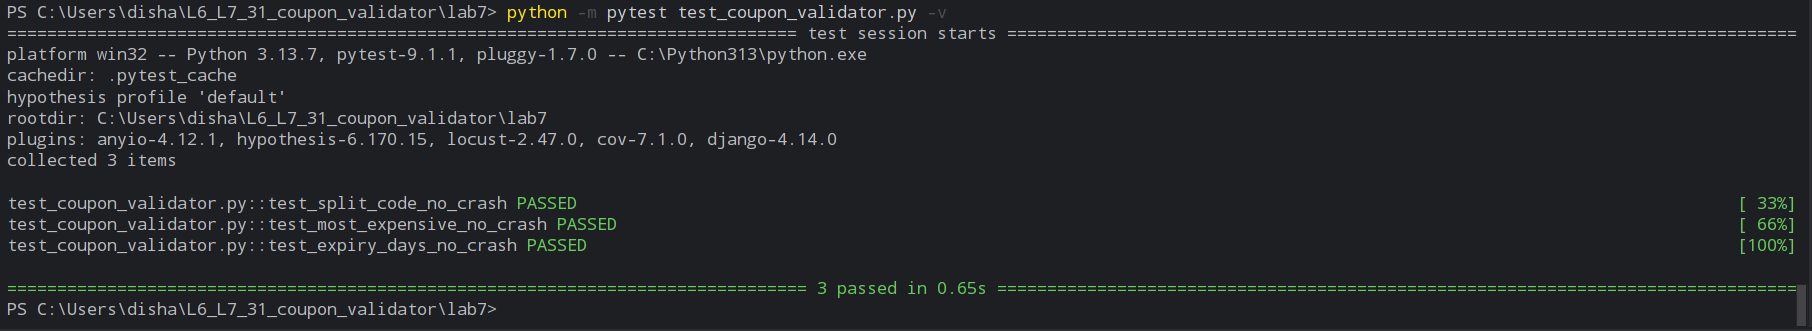 PS C:\Users\disha\L6_L7_31_coupon_validator\lab7> python -m pytest test_coupon_validator.py -v
=============================================================================== test session starts ===============================================================================
platform win32 -- Python 3.13.7, pytest-9.1.1, pluggy-1.7.0 -- C:\Python313\python.exe
cachedir: .pytest_cache
hypothesis profile 'default'
rootdir: C:\Users\disha\L6_L7_31_coupon_validator\lab7
plugins: anyio-4.12.1, hypothesis-6.170.15, locust-2.47.0, cov-7.1.0, django-4.14.0
collected 3 items
test_coupon_validator.py::test_split_code_no_crash PASSED [ 33%]
test_coupon_validator.py::test_most_expensive_no_crash PASSED [ 66%]
test_coupon_validator.py::test_expiry_days_no_crash PASSED [100%]
================================================================================ 3 passed in 0.65s ================================================================================
PS C:\Users\disha\L6_L7_31_coupon_validator\lab7>